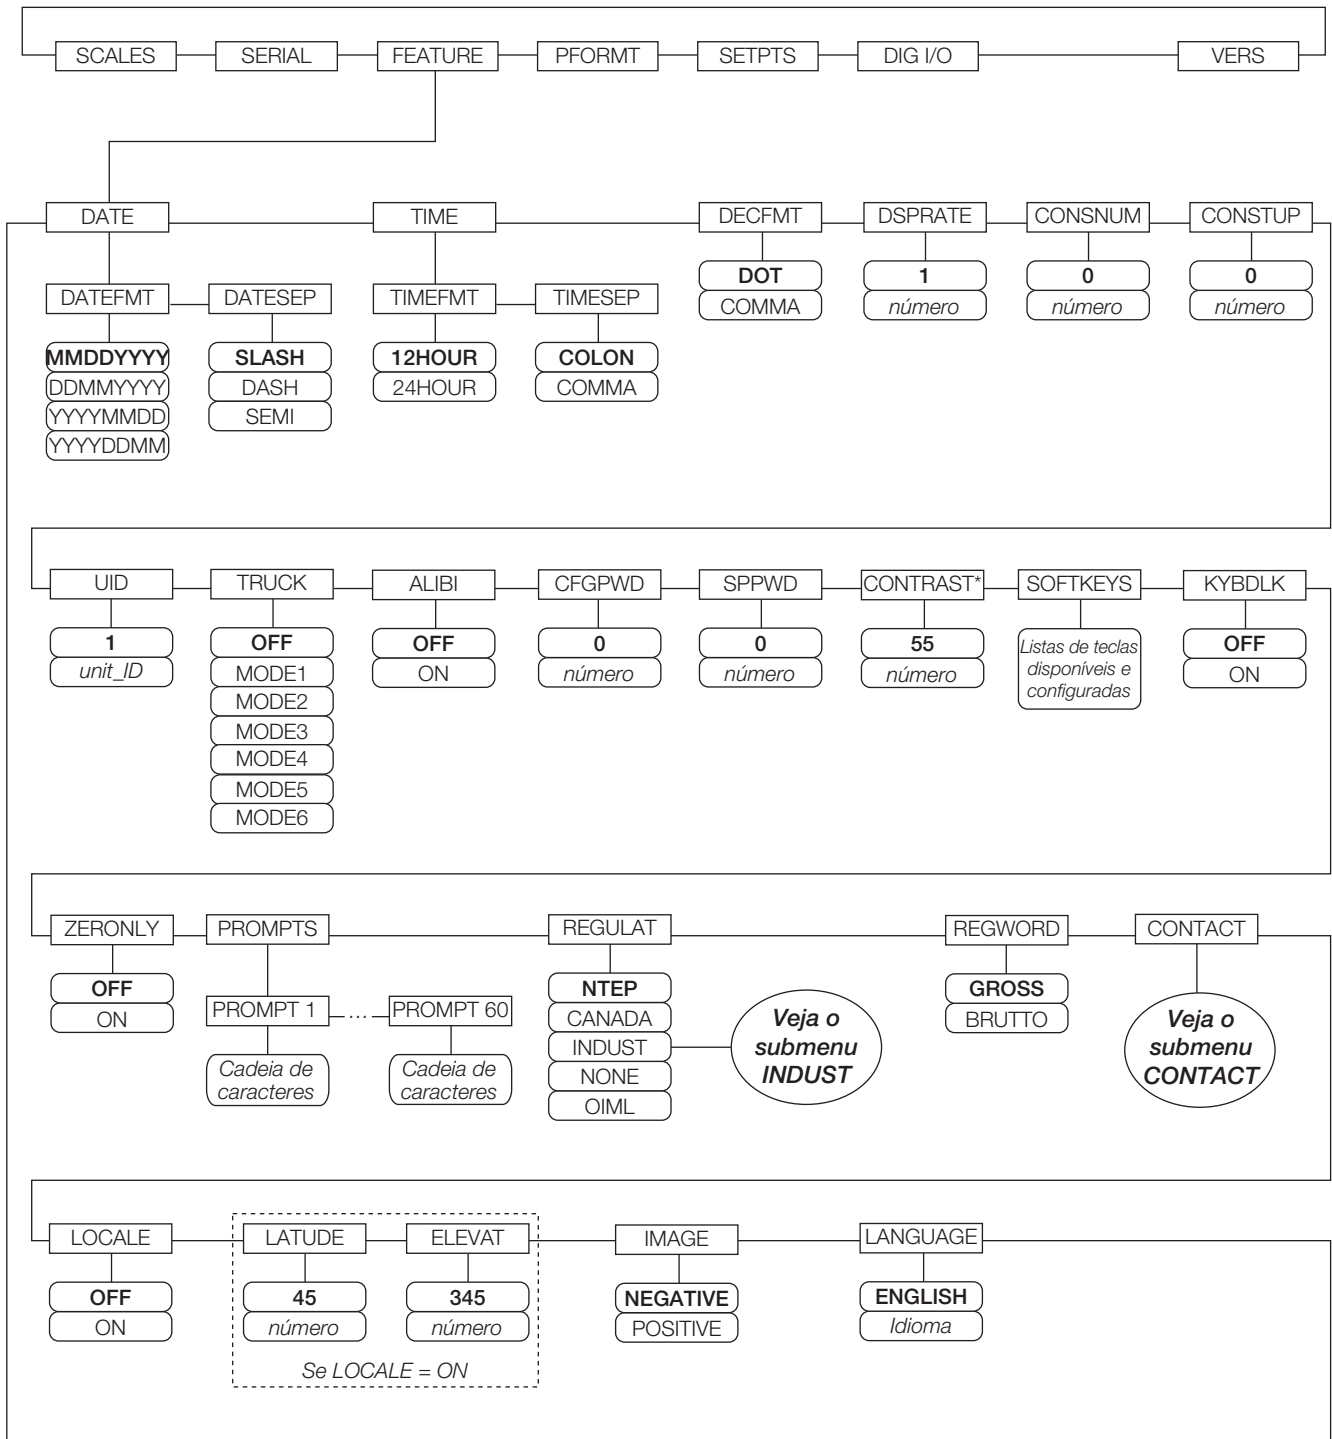 SCALES SERIAL FEATURE PFORMT SETPTS DIG I/O VERS
DATE TIME DECFMT DSPRATE CONSNUM CONSTUP
DOT 1 0 0
COMMA número número número
DATEFMT DATESEP TIMEFMT TIMESEP
MMDDYYYY SLASH 12HOUR COLON
DDMMYYYY DASH 24HOUR COMMA
YYYYMMDD SEMI
YYYYDDMM
UID TRUCK ALIBI CFGPWD SPPWD CONTRAST* SOFTKEYS KYBDLK
1 OFF OFF 0 0 55 Listas de teclas OFF
unit_ID MODE1 ON número número número disponíveis e ON
MODE2 configuradas
MODE3
MODE4
MODE5
MODE6
ZERONLY PROMPTS REGULAT REGWORD CONTACT
OFF NTEP GROSS
ON PROMPT 1 ... PROMPT 60 CANADA Veja o BRUTTO Veja o
INDUST submenu submenu
Cadeia de Cadeia de NONE INDUST CONTACT
caracteres caracteres OIML
LOCALE LATUDE ELEVAT IMAGE LANGUAGE
OFF 45 345 NEGATIVE ENGLISH
ON número número POSITIVE Idioma
Se LOCALE = ON